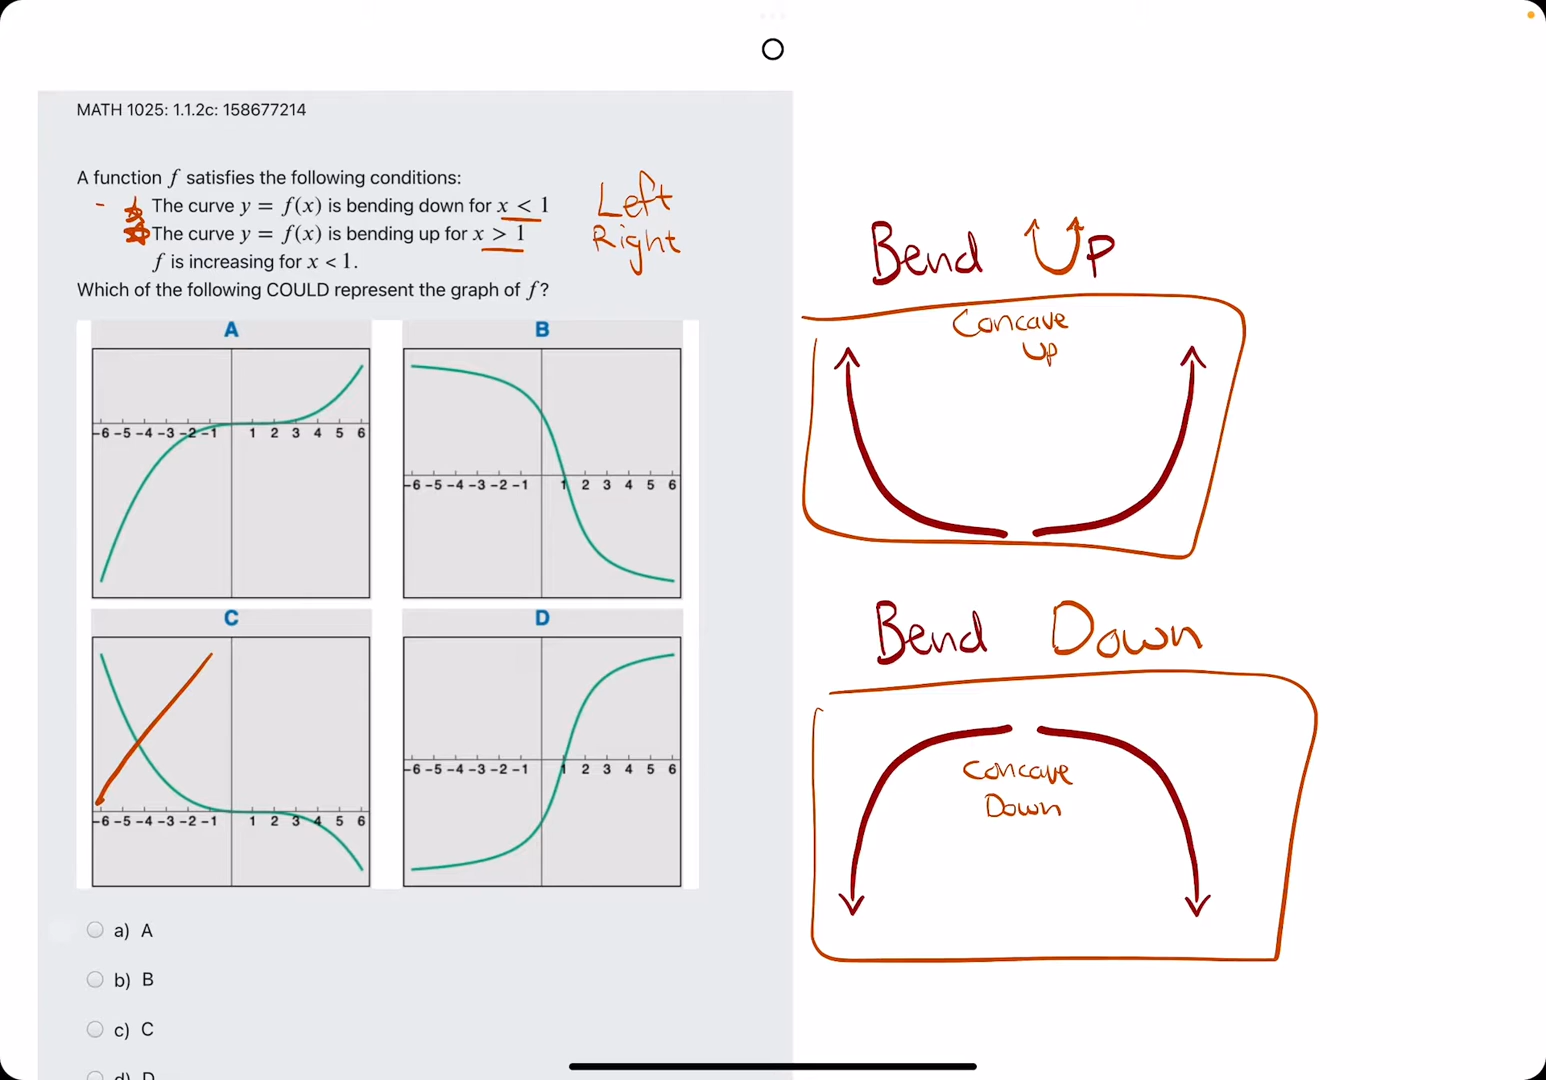 MATH 1025: 1.1.2c: 158677214
A function f satisfies the following conditions:
The curve y = f(x) is bending down for x < 1
The curve y = f(x) is bending up for x > 1
f is increasing for x < 1.
Which of the following COULD represent the graph of f?
Left
Right
A
-6 -5 -4 -3 -2 -1 1 2 3 4 5 6
B
-6 -5 -4 -3 -2 -1 1 2 3 4 5 6
C
-6 -5 -4 -3 -2 -1 1 2 3 4 5 6
D
-6 -5 -4 -3 -2 -1 1 2 3 4 5 6
a) A
b) B
c) C
d) D
Bend Up
Concave
Up
Bend Down
Concave
Down